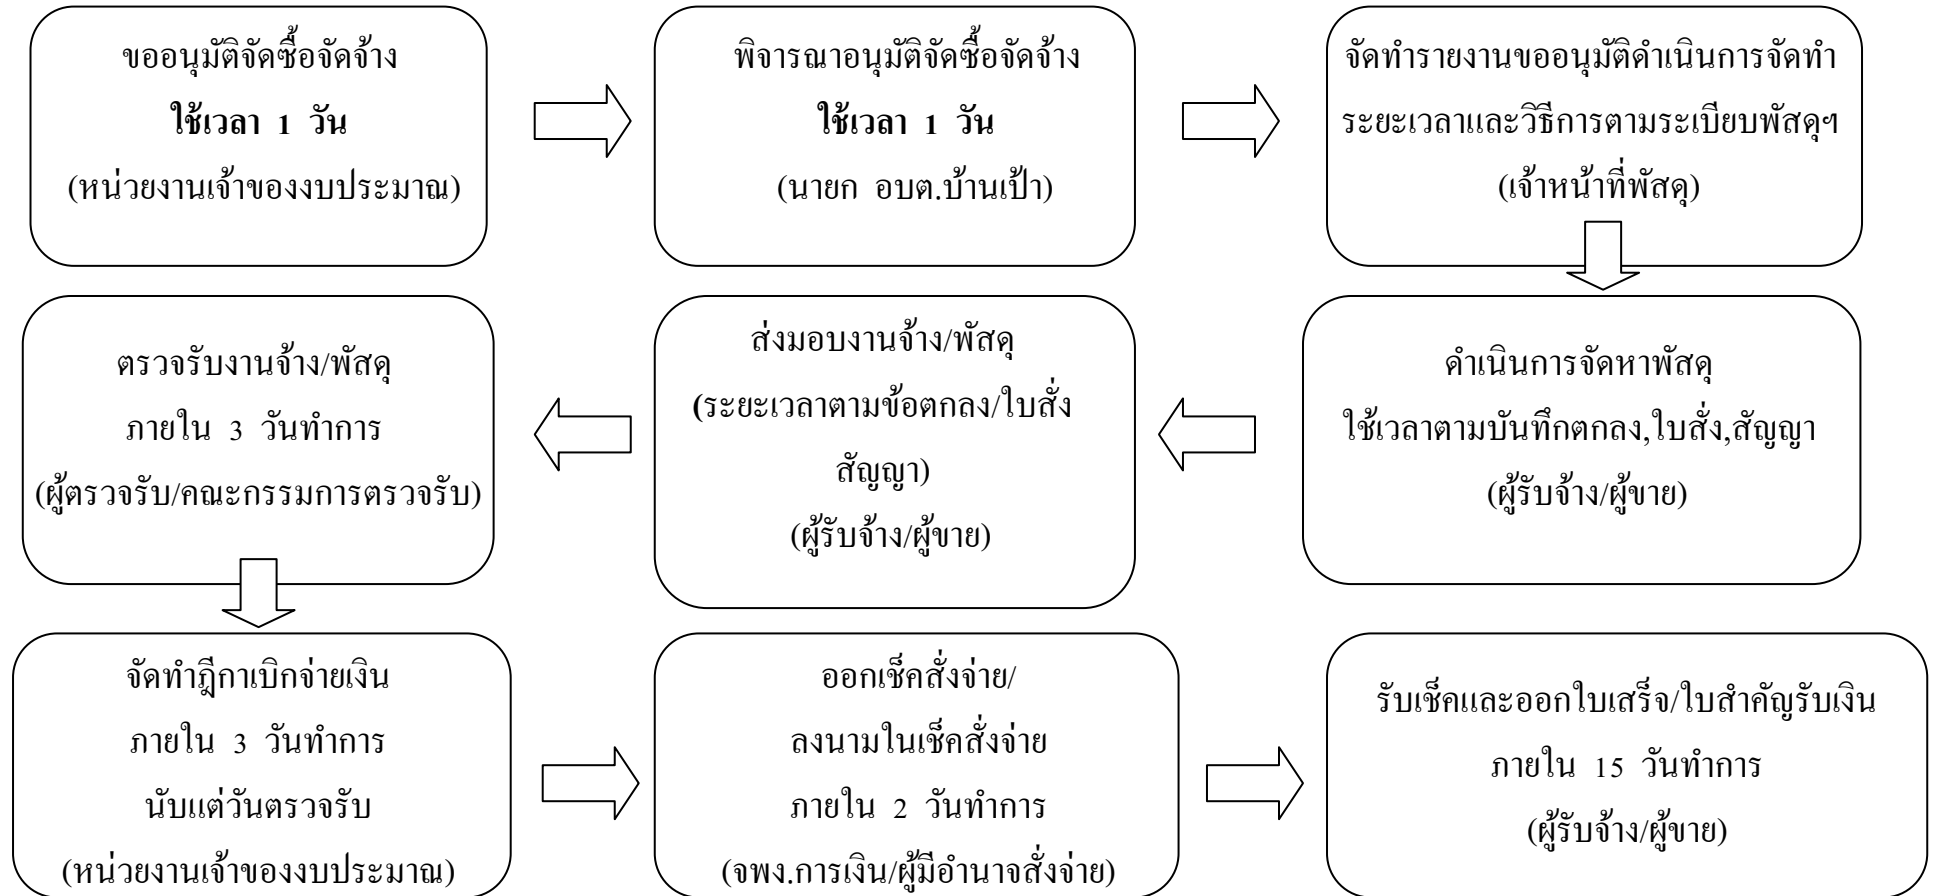 ขออนุมัติจัดซื้อจัดจ้าง
ใช้เวลา 1 วัน
(หน่วยงานเจ้าของงบประมาณ)
พิจารณาอนุมัติจัดซื้อจัดจ้าง
ใช้เวลา 1 วัน
(นายก อบต.บ้านเป้า)
จัดทำรายงานขออนุมัติดำเนินการจัดทำ
ระยะเวลาและวิธีการตามระเบียบพัสดุฯ
(เจ้าหน้าที่พัสดุ)
ดำเนินการจัดหาพัสดุ
ใช้เวลาตามบันทึกตกลง,ใบสั่ง,สัญญา
(ผู้รับจ้าง/ผู้ขาย)
ส่งมอบงานจ้าง/พัสดุ
(ระยะเวลาตามข้อตกลง/ใบสั่ง
สัญญา)
(ผู้รับจ้าง/ผู้ขาย)
ตรวจรับงานจ้าง/พัสดุ
ภายใน 3 วันทำการ
(ผู้ตรวจรับ/คณะกรรมการตรวจรับ)
จัดทำฎีกาเบิกจ่ายเงิน
ภายใน 3 วันทำการ
นับแต่วันตรวจรับ
(หน่วยงานเจ้าของงบประมาณ)
ออกเช็คสั่งจ่าย/
ลงนามในเช็คสั่งจ่าย
ภายใน 2 วันทำการ
(จพง.การเงิน/ผู้มีอำนาจสั่งจ่าย)
รับเช็คและออกใบเสร็จ/ใบสำคัญรับเงิน
ภายใน 15 วันทำการ
(ผู้รับจ้าง/ผู้ขาย)